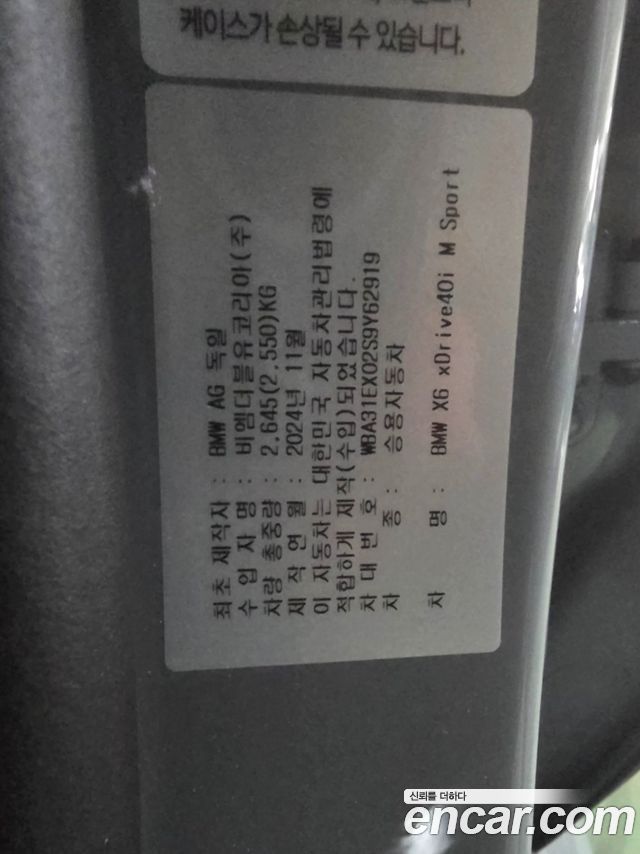 케이스가 손상될 수 있습니다.
최초 제작자 : BMW AG 독일
수 입 자 명 : 비엠더블유코리아(주)
차량 총중량 : 2,645(2,550)KG
제 작 연 월 : 2024년 11월
이 자동차는 대한민국 자동차관리법령에
적합하게 제작(수입)되었습니다.
차 대 번 호 : WBA31EX02S9Y62919
차 종 : 승용자동차
차 명 : BMW X6 xDrive40i M Sport
신뢰를 더하다
encar.com